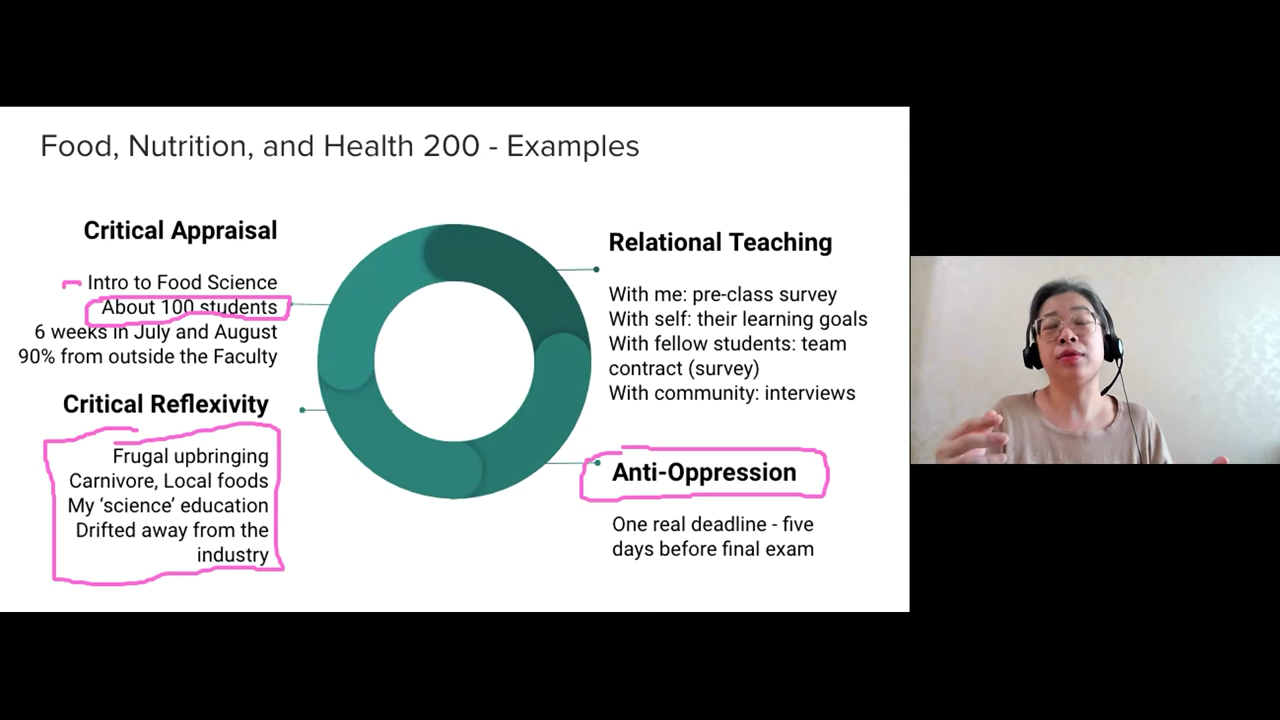 Food, Nutrition, and Health 200 - Examples
Critical Appraisal
Intro to Food Science
About 100 students
6 weeks in July and August
90% from outside the Faculty
Critical Reflexivity
Frugal upbringing
Carnivore, Local foods
My ‘science’ education
Drifted away from the
industry
Relational Teaching
With me: pre-class survey
With self: their learning goals
With fellow students: team
contract (survey)
With community: interviews
Anti-Oppression
One real deadline - five
days before final exam